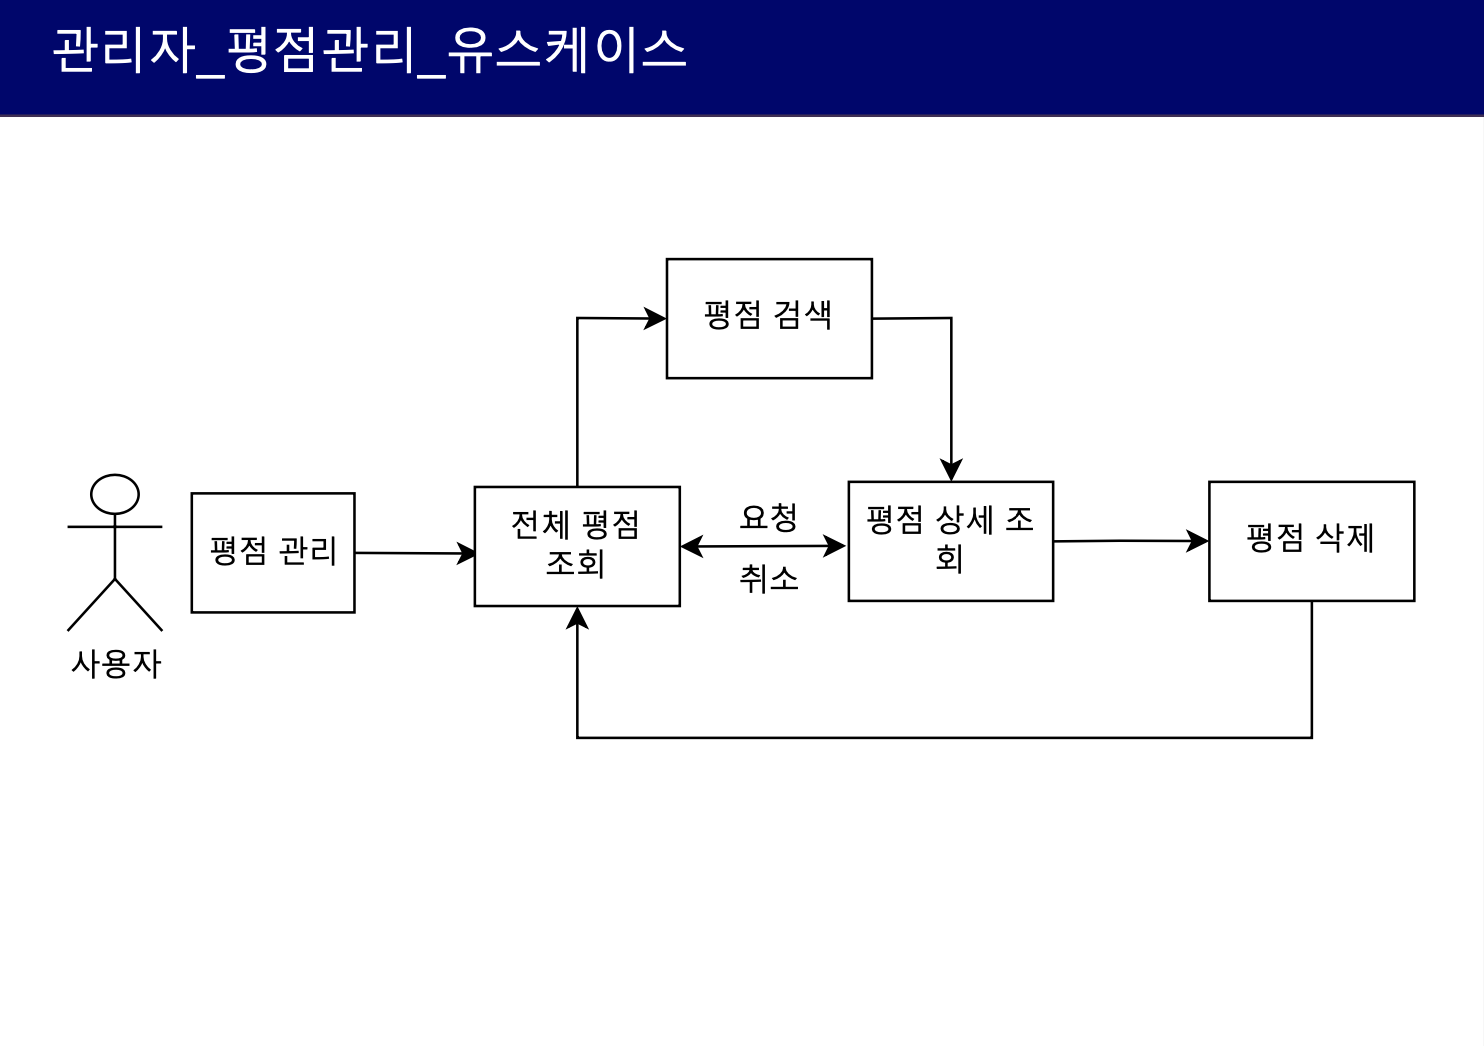 관리자_평점관리_유스케이스
평점 검색
사용자
평점 관리
전체 평점
조회
요청
취소
평점 상세 조
회
평점 삭제